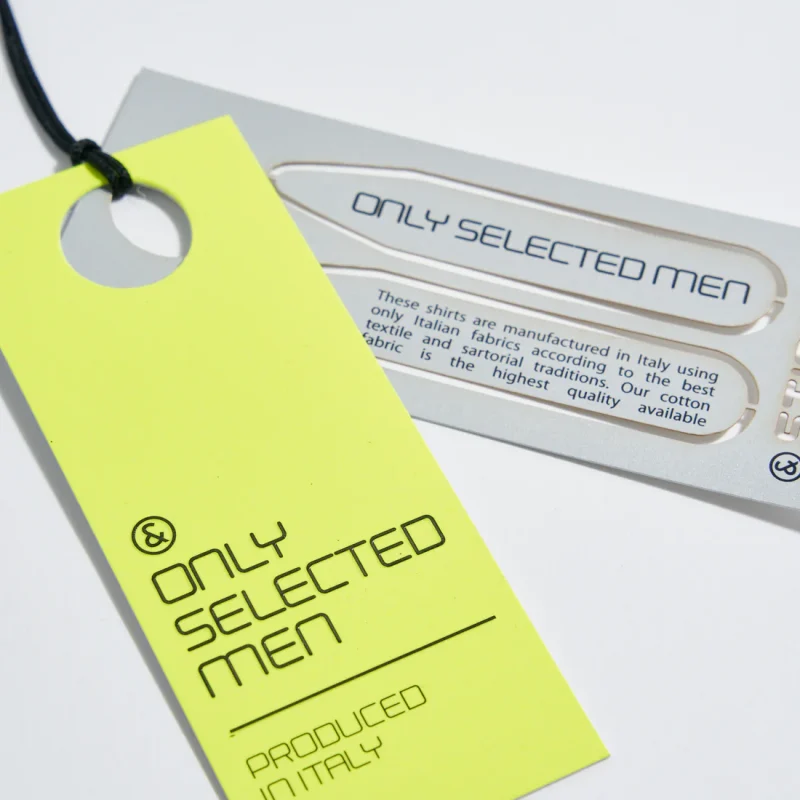 ONLY SELECTED MEN
These shirts are manufactured in Italy using
only Italian fabrics according to the best
textile and sartorial traditions. Our cotton
fabric is the highest quality available
&
&
ONLY
SELECTED
MEN
PRODUCED
IN ITALY